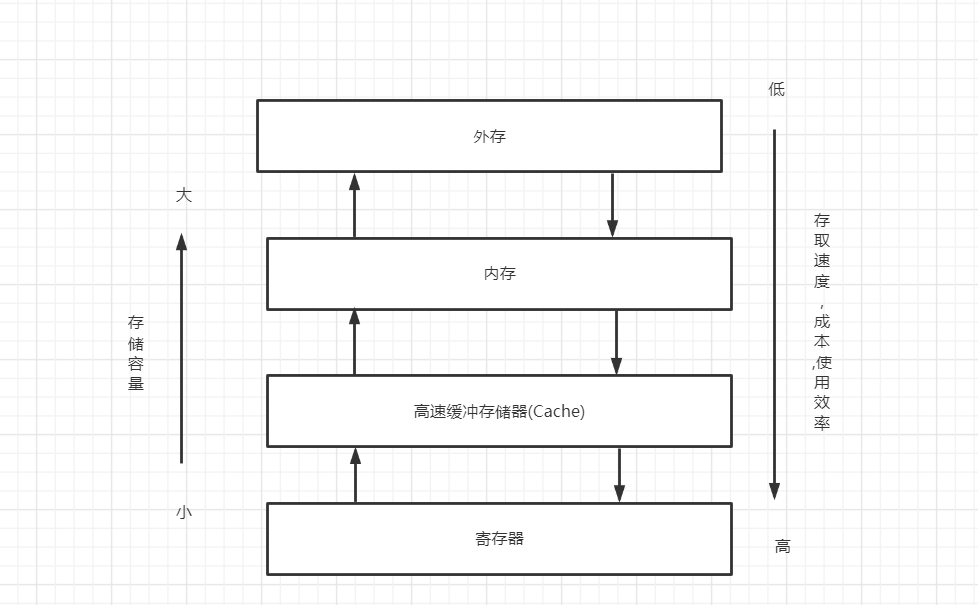 低
外存
大
存取速度,成本,使用效率
内存
存储容量
高速缓冲存储器(Cache)
小
寄存器
高